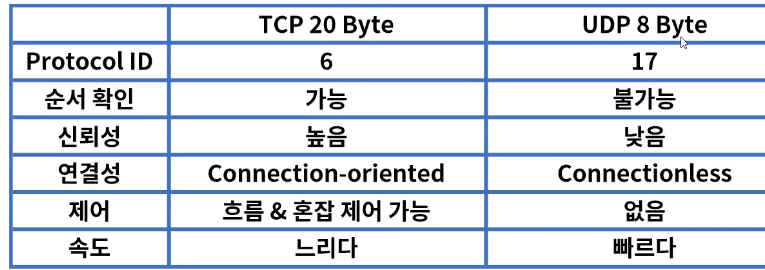 TCP 20 Byte UDP 8 Byte
Protocol ID 6 17
순서 확인 가능 불가능
신뢰성 높음 낮음
연결성 Connection-oriented Connectionless
제어 흐름 & 혼잡 제어 가능 없음
속도 느리다 빠르다